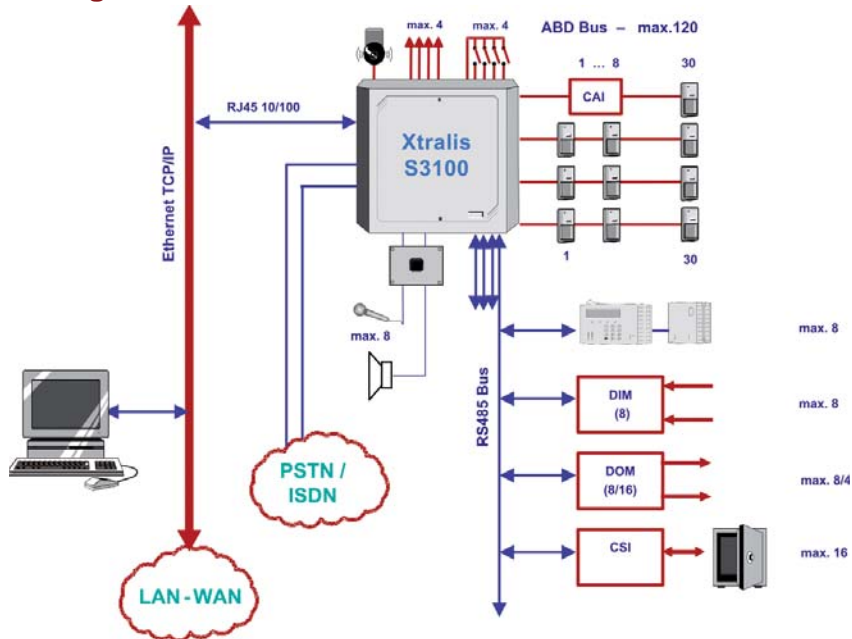 max. 4
max. 4
ABD Bus – max.120
1 ... 8
30
CAI
RJ45 10/100
Xtralis
S3100
Ethernet TCP/IP
1
30
max. 8
RS485 Bus
max. 8
DIM
(8)
max. 8
PSTN /
ISDN
DOM
(8/16)
max. 8/4
CSI
max. 16
LAN - WAN